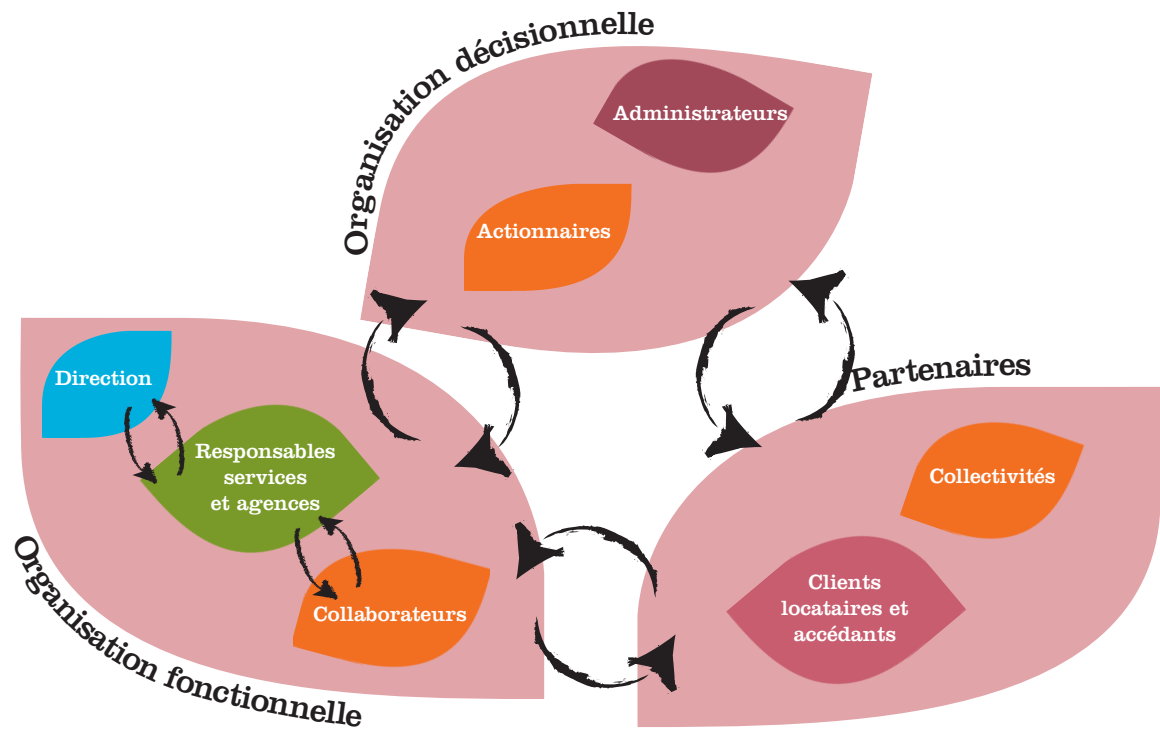 Organisation décisionnelle
Administrateurs
Actionnaires
Organisation fonctionnelle
Direction
Responsables
services
et agences
Collaborateurs
Partenaires
Collectivités
Clients
locataires et
accédants